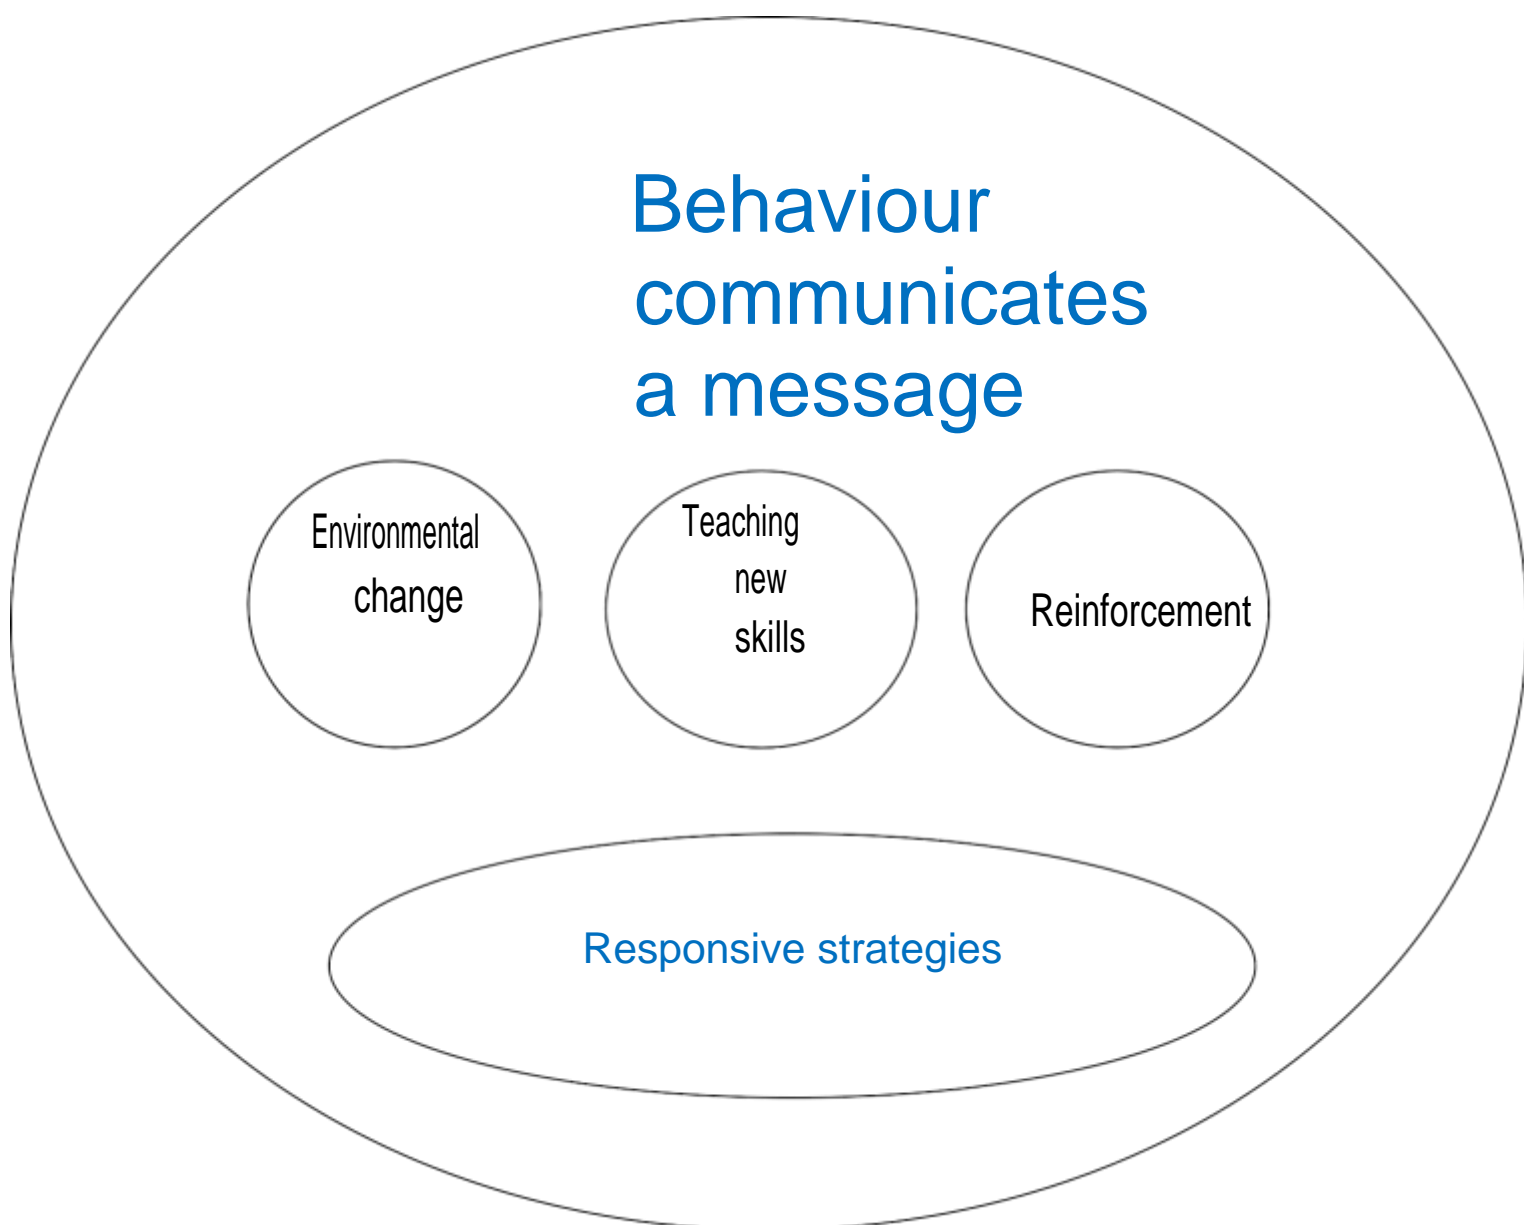 Behaviour
communicates
a message
Environmental
change
Teaching
new
skills
Reinforcement
Responsive strategies